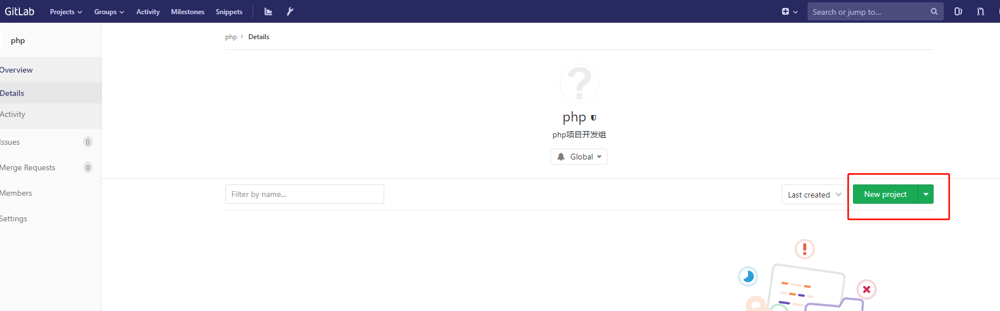 GitLab Projects Groups Activity Milestones Snippets Search or jump to...
php
Overview
Details
Activity
Issues 0
Merge Requests 0
Members
Settings
php › Details
php
php项目开发组
Global
Filter by name... Last created New project